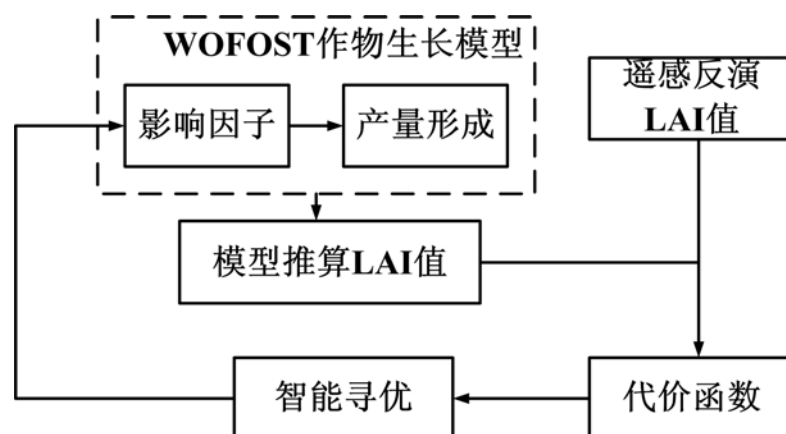 WOFOST作物生长模型
遥感反演
LAI值
影响因子
产量形成
模型推算LAI值
智能寻优
代价函数